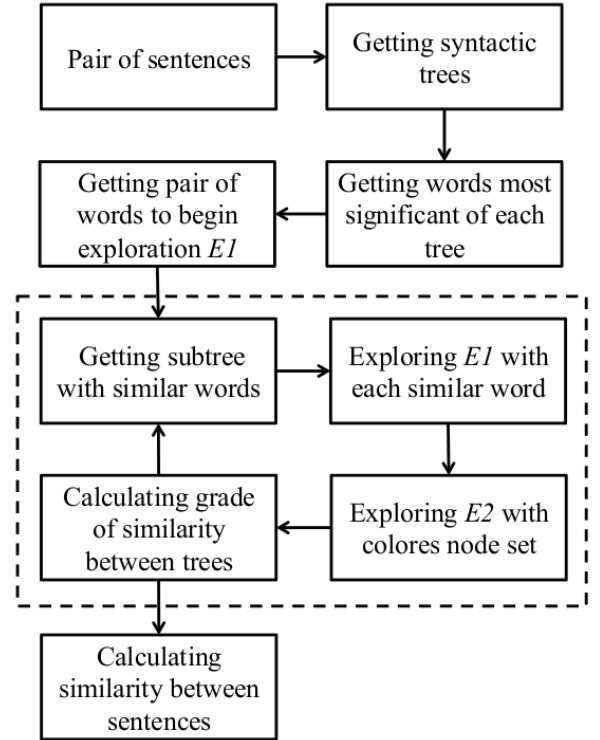 Pair of sentences
Getting syntactic
trees
Getting words most
significant of each
tree
Getting pair of
words to begin
exploration E1
Getting subtree
with similar words
Exploring E1 with
each similar word
Exploring E2 with
colores node set
Calculating grade
of similarity
between trees
Calculating
similarity between
sentences